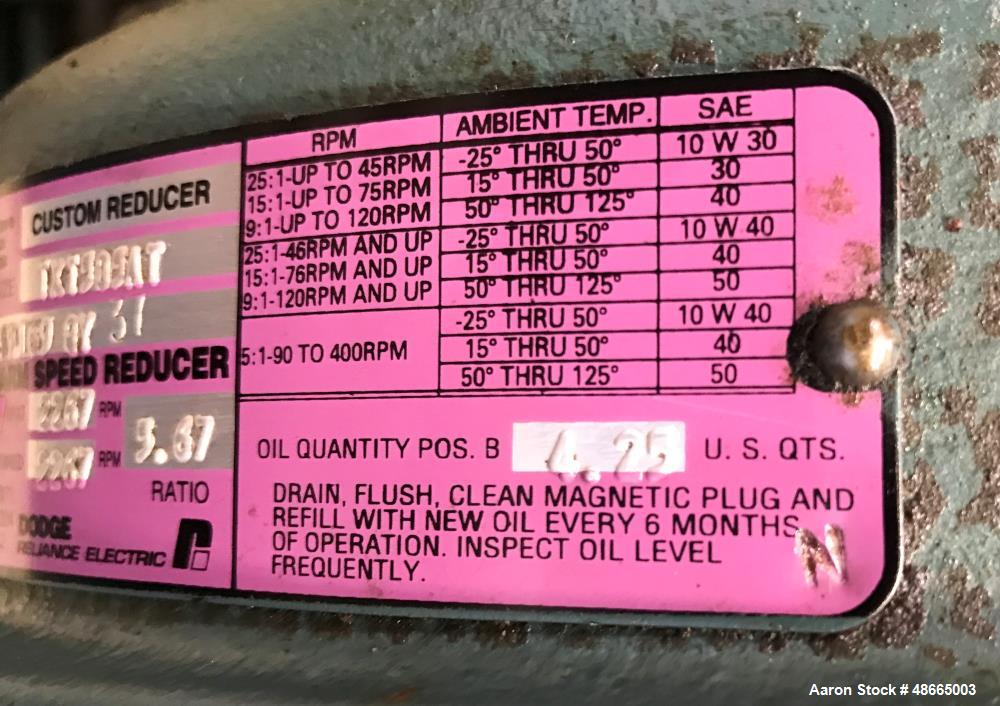 CUSTOM REDUCER
BY 31
SPEED REDUCER
RPM
RPM
5.67
RATIO
DODGE
RELIANCE ELECTRIC
RPM AMBIENT TEMP. SAE
25:1-UP TO 45RPM -25° THRU 50° 10 W 30
15:1-UP TO 75RPM 15° THRU 50° 30
9:1-UP TO 120RPM 50° THRU 125° 40
25:1-46RPM AND UP -25° THRU 50° 10 W 40
15:1-76RPM AND UP 15° THRU 50° 40
9:1-120RPM AND UP 50° THRU 125° 50
5:1-90 TO 400RPM -25° THRU 50° 10 W 40
15° THRU 50° 40
50° THRU 125° 50
OIL QUANTITY POS. B 4.25 U. S. QTS.
DRAIN, FLUSH, CLEAN MAGNETIC PLUG AND
REFILL WITH NEW OIL EVERY 6 MONTHS
OF OPERATION. INSPECT OIL LEVEL
FREQUENTLY.
N
Aaron Stock # 48665003